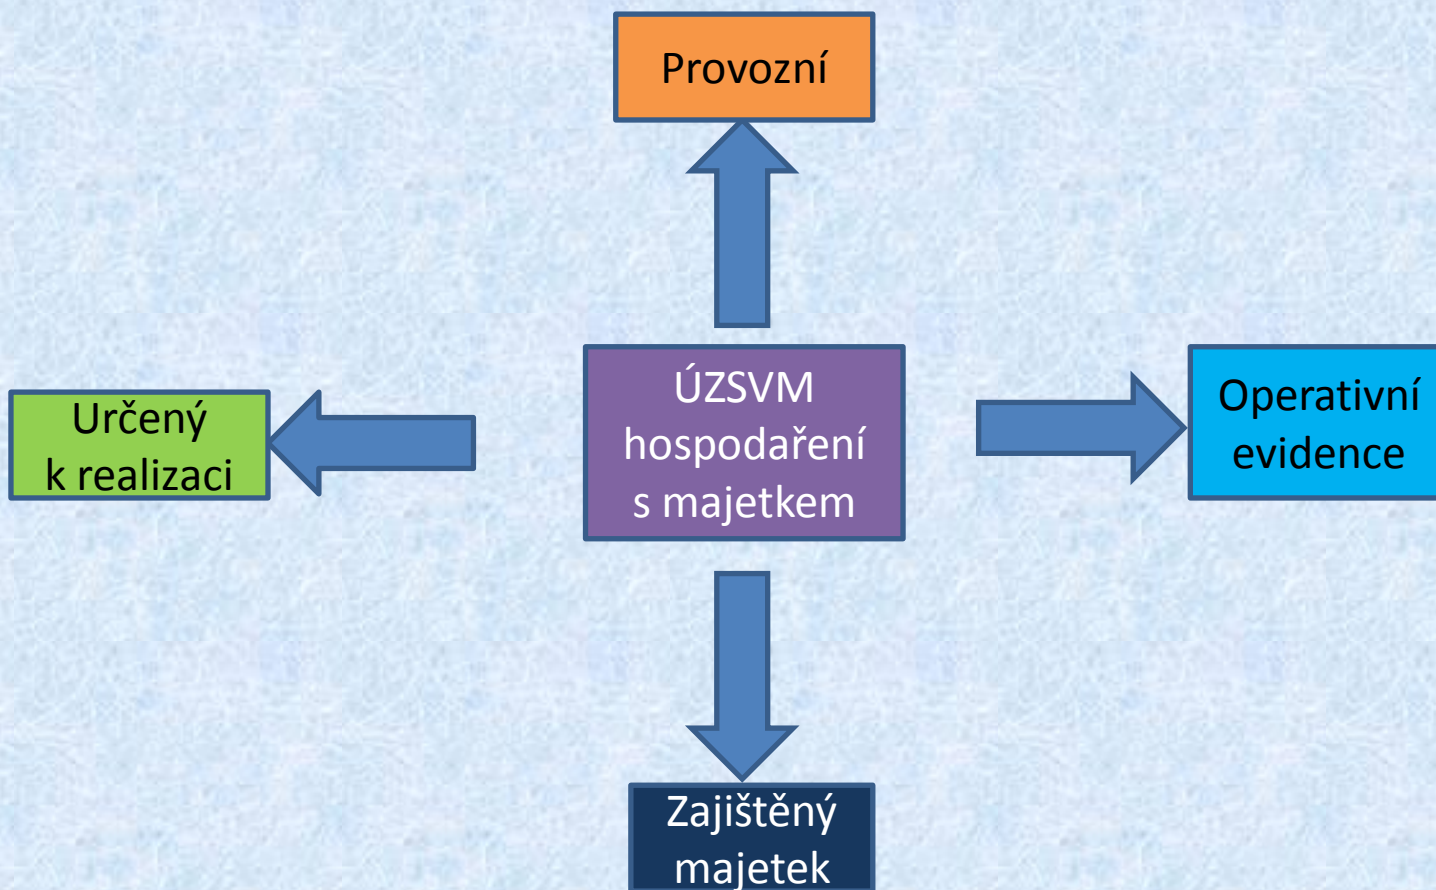 Provozní
ÚZSVM
hospodaření
s majetkem
Určený
k realizaci
Operativní
evidence
Zajištěný
majetek